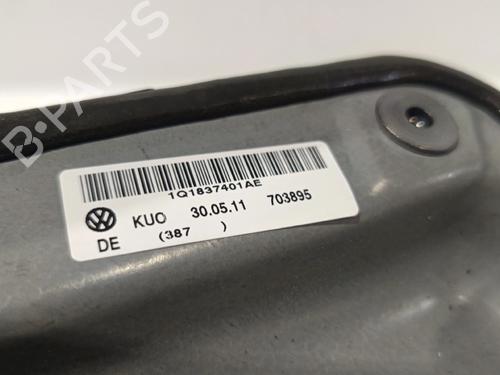 B-PARTS
1Q1837401AE
KUO 30.05.11 703895
DE (387 )